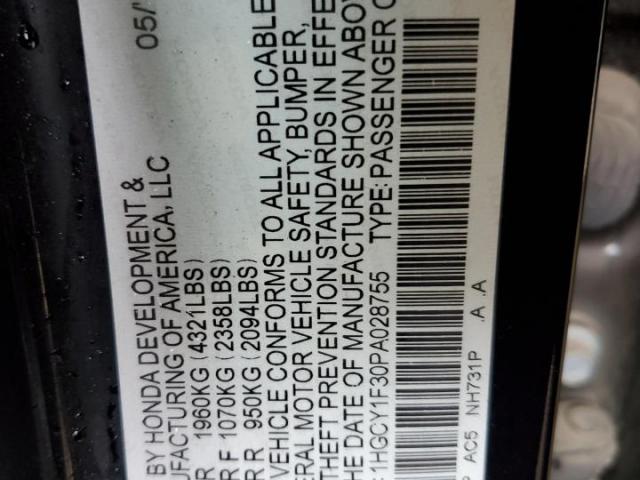 05/
BY HONDA DEVELOPMENT &
FACTURING OF AMERICA, LLC
R 1960KG (4321LBS)
R F 1070KG (2358LBS)
R R 950KG (2094LBS)
VEHICLE CONFORMS TO ALL APPLICABLE
ERAL MOTOR VEHICLE SAFETY, BUMPER,
THEFT PREVENTION STANDARDS IN EFFE
HE DATE OF MANUFACTURE SHOWN ABOV
1HGCY1F30PA028755 TYPE: PASSENGER C
P AC5 NH731P .A .A